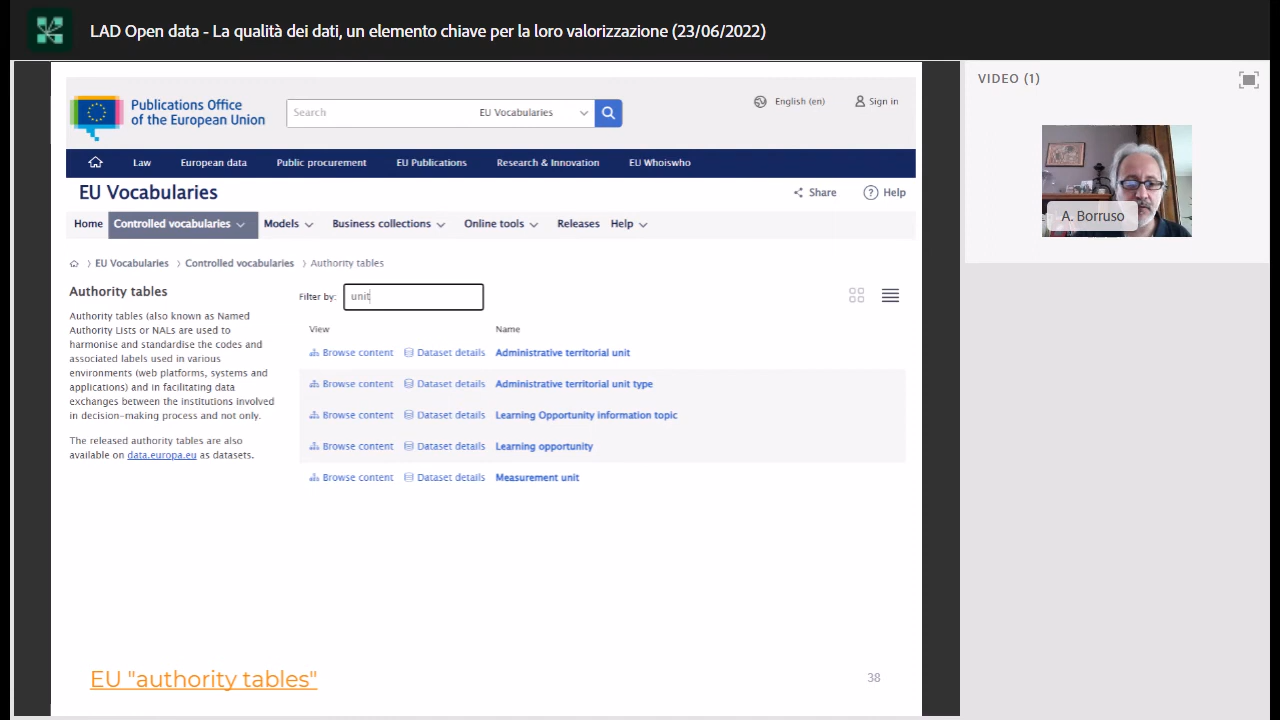 LAD Open data - La qualità dei dati, un elemento chiave per la loro valorizzazione (23/06/2022)
VIDEO (1)
A. Borruso
Publications Office
of the European Union
Search
EU Vocabularies
English (en)
Sign in
Law
European data
Public procurement
EU Publications
Research & Innovation
EU Whoiswho
EU Vocabularies
Share
Help
Home
Controlled vocabularies
Models
Business collections
Online tools
Releases
Help
EU Vocabularies
Controlled vocabularies
Authority tables
Authority tables
Authority tables (also known as Named
Authority Lists or NALs are used to
harmonise and standardise the codes and
associated labels used in various
environments (web platforms, systems and
applications) and in facilitating data
exchanges between the institutions involved
in decision-making process and not only.
The released authority tables are also
available on data.europa.eu as datasets.
Filter by:
unit
View
Name
Browse content Dataset details Administrative territorial unit
Browse content Dataset details Administrative territorial unit type
Browse content Dataset details Learning Opportunity information topic
Browse content Dataset details Learning opportunity
Browse content Dataset details Measurement unit
EU "authority tables"
38